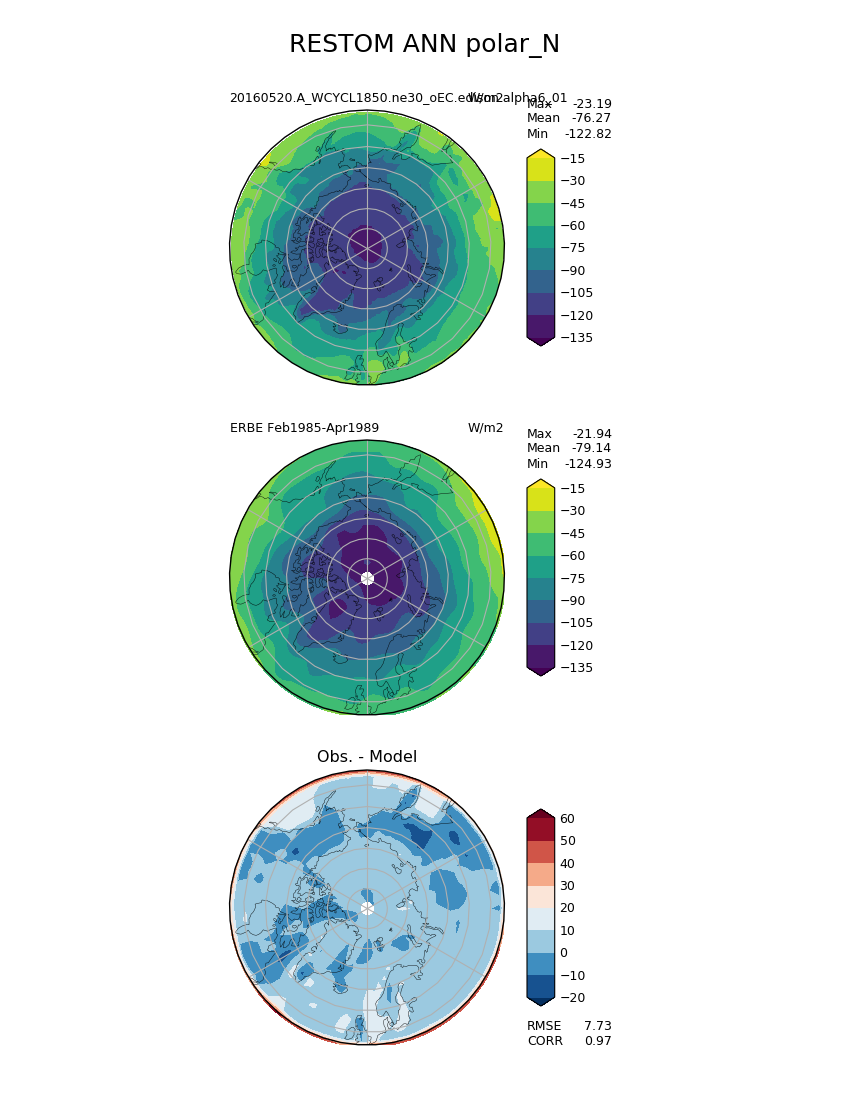 RESTOM ANN polar_N
20160520.A_WCYCL1850.ne30_oEC.edison.alpha6_01
W/m2
Max -23.19
Mean -76.27
Min -122.82
−15
−30
−45
−60
−75
−90
−105
−120
−135
ERBE Feb1985-Apr1989 W/m2
Max -21.94
Mean -79.14
Min -124.93
−15
−30
−45
−60
−75
−90
−105
−120
−135
Obs. - Model
60
50
40
30
20
10
0
−10
−20
RMSE 7.73
CORR 0.97